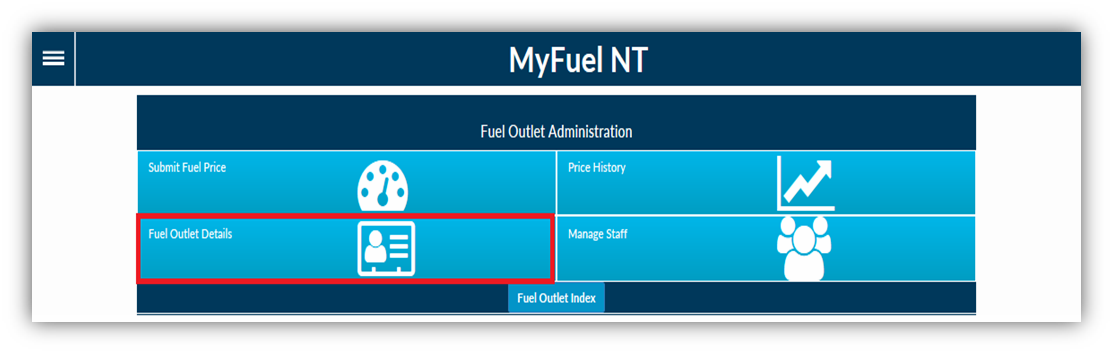 MyFuel NT
Fuel Outlet Administration
Submit Fuel Price
Price History
Fuel Outlet Details
Manage Staff
Fuel Outlet Index